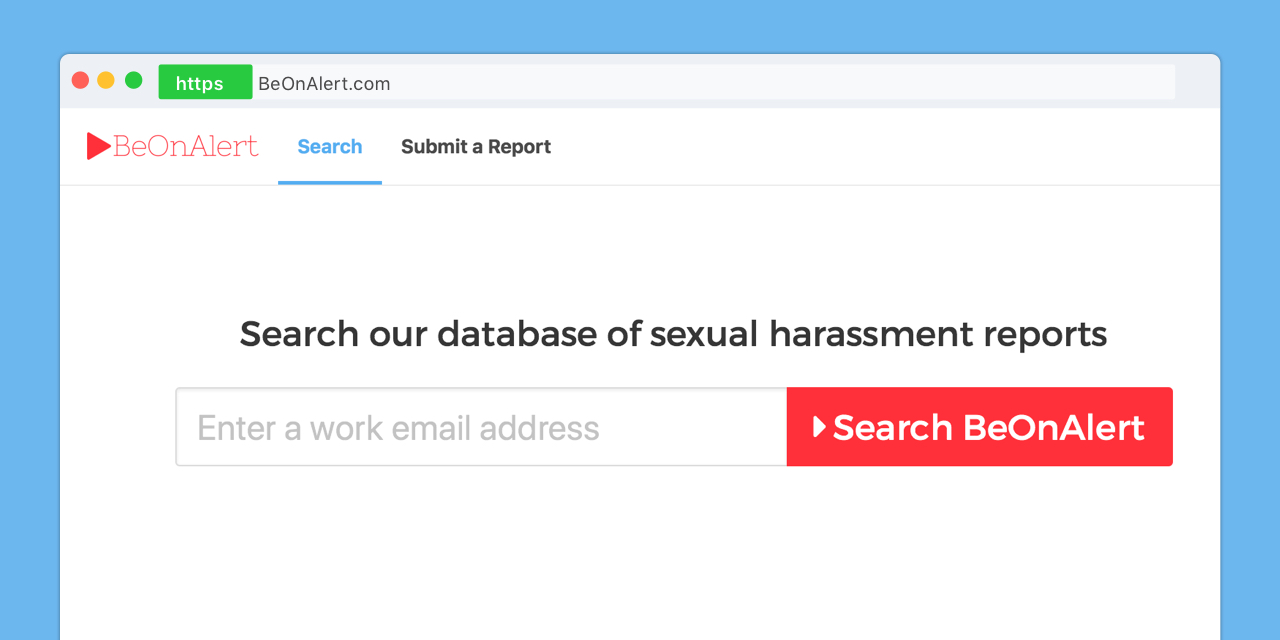 https BeOnAlert.com
BeOnAlert Search Submit a Report
Search our database of sexual harassment reports
Enter a work email address Search BeOnAlert